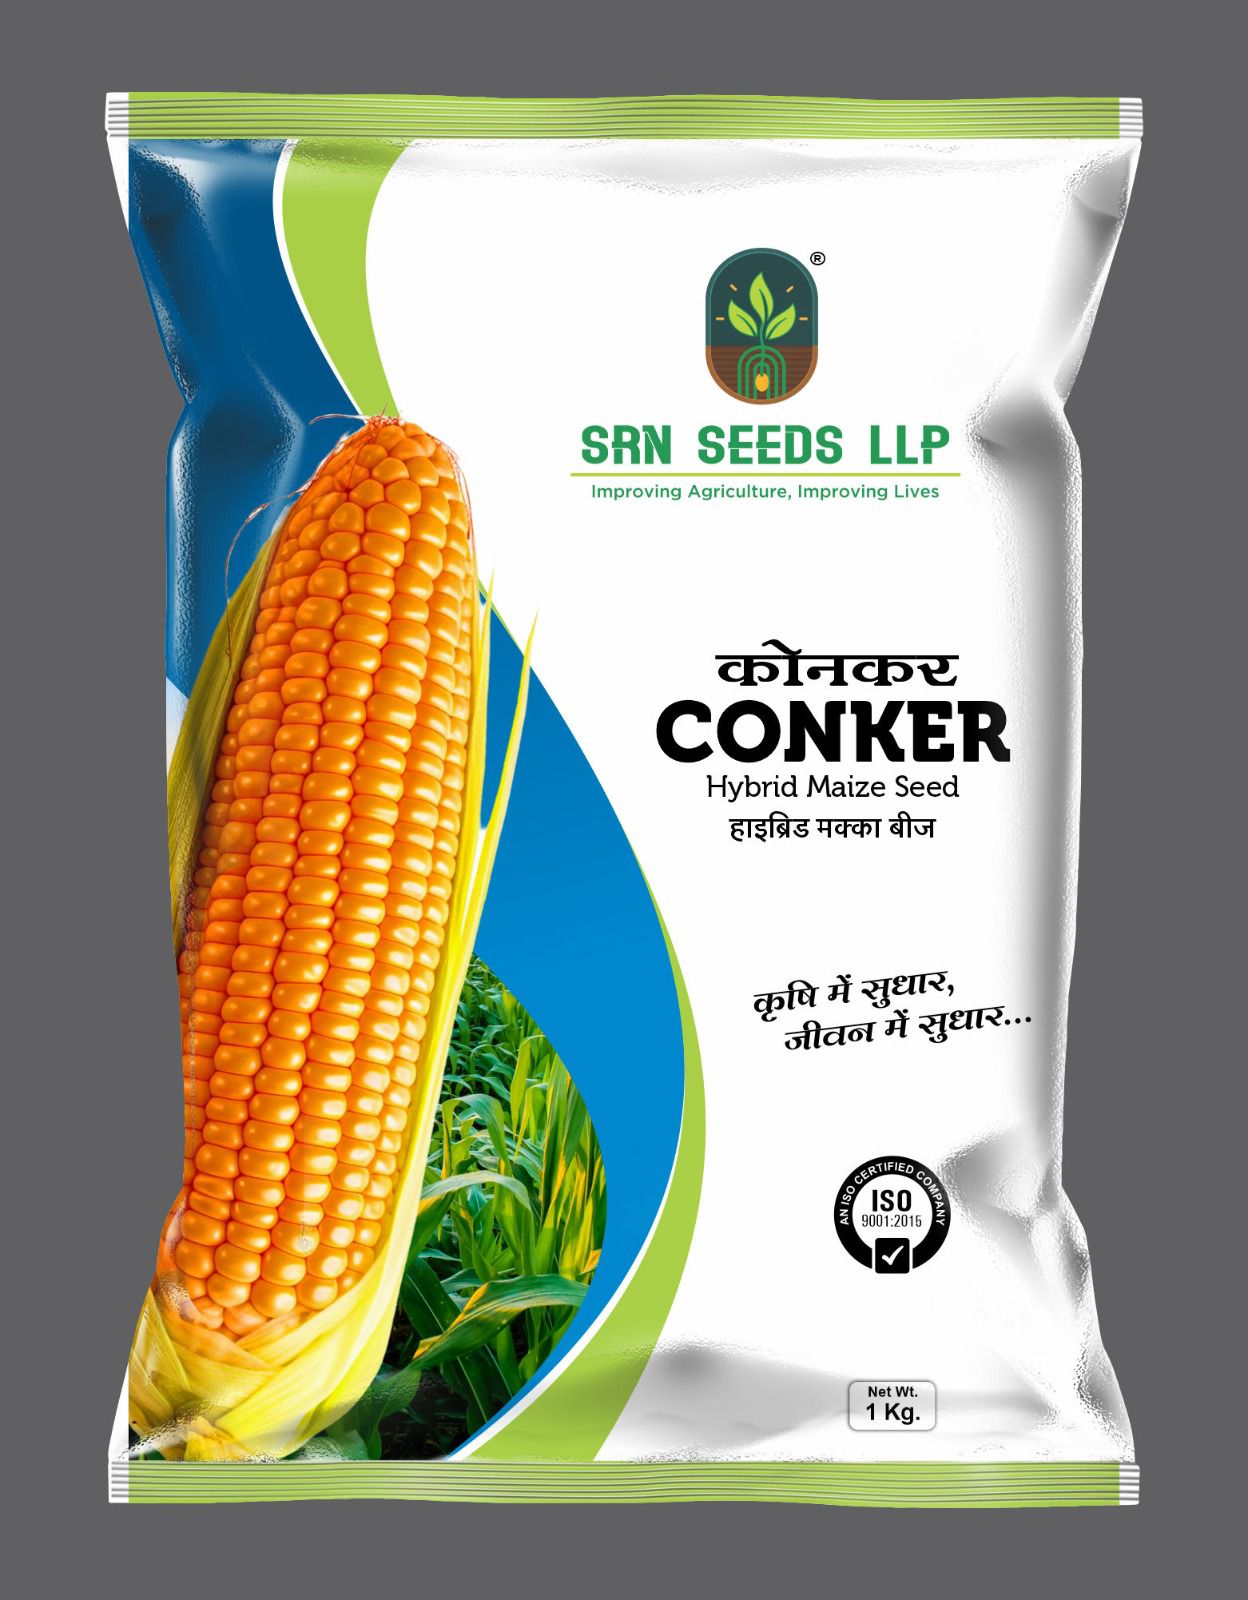 ®
SRN SEEDS LLP
Improving Agriculture, Improving Lives
कोनकर
CONKER
Hybrid Maize Seed
हाइब्रिड मक्का बीज
कृषि में सुधार,
जीवन में सुधार...
AN ISO CERTIFIED COMPANY
ISO
9001:2015
Net Wt.
1 Kg.